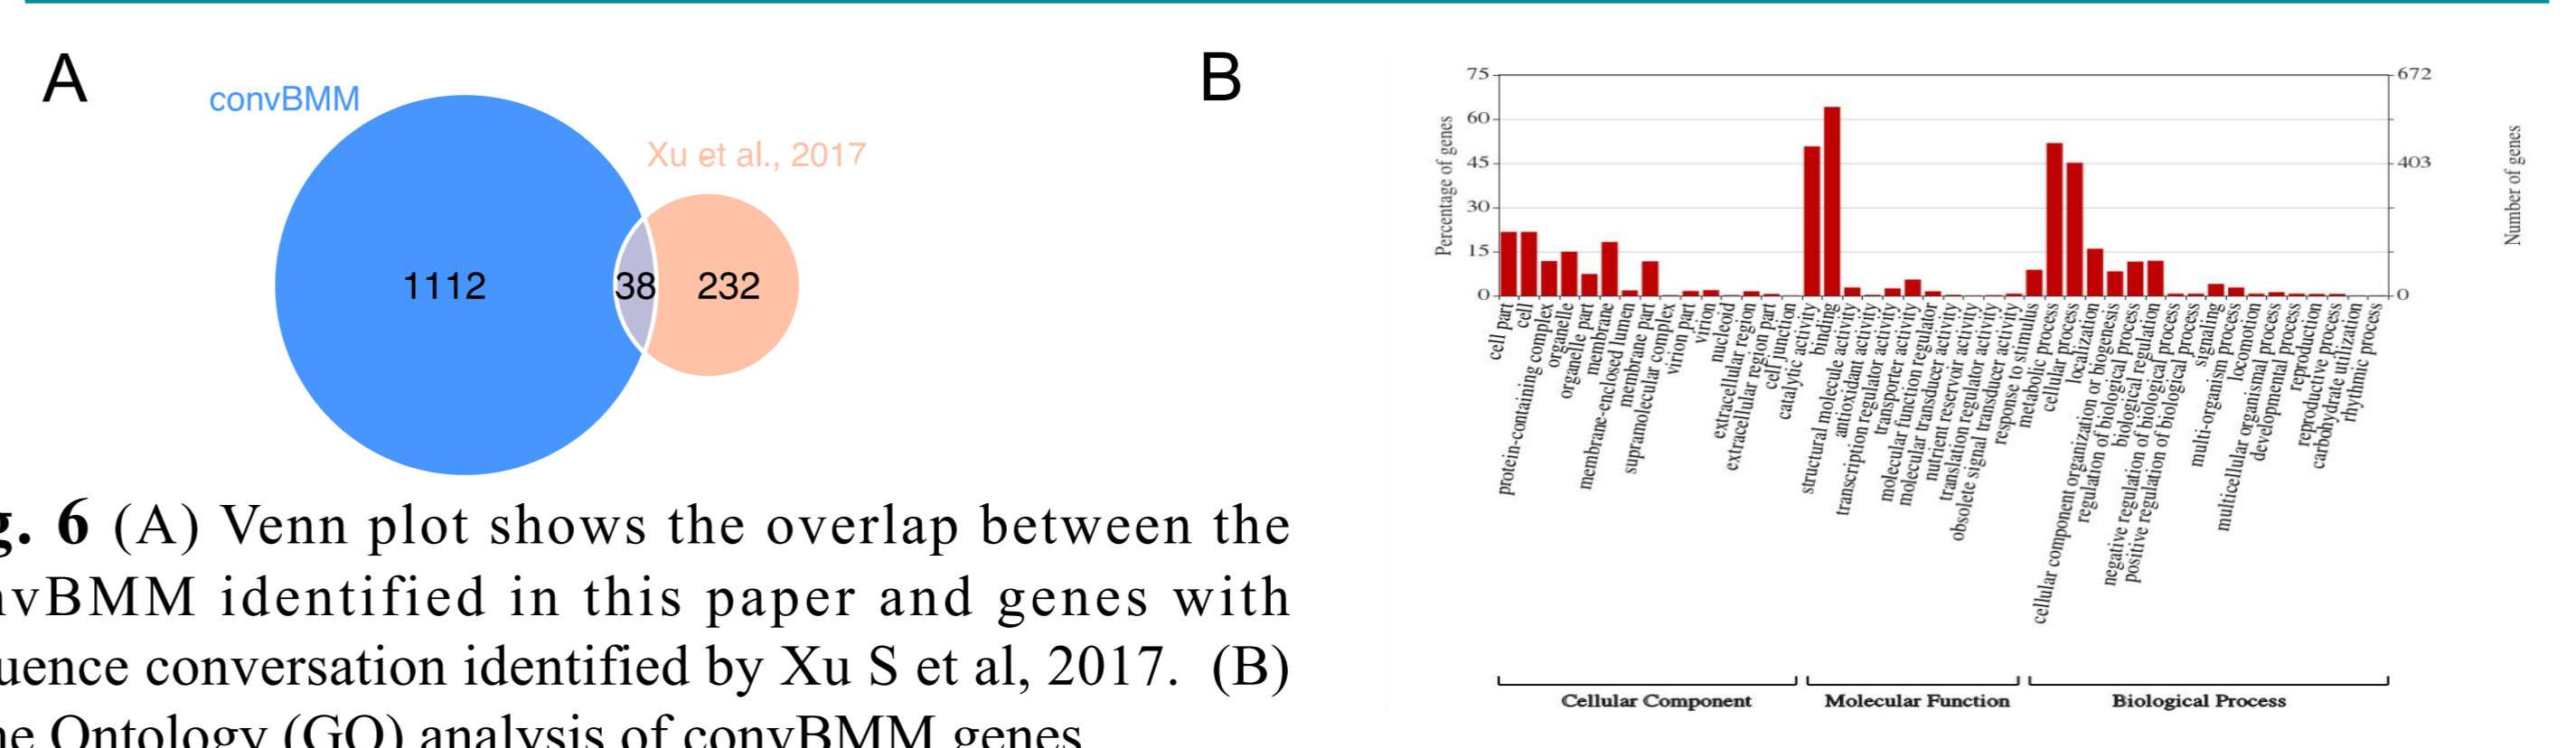 A
convBMM
Xu et al., 2017
1112
38
232
B
75
60
45
30
15
0
Percentage of genes
672
403
0
Number of genes
cell part
cell
protein-containing complex
organelle
organelle part
membrane
membrane-enclosed lumen
membrane part
supramolecular complex
virion part
virion
nucleoid
extracellular region
extracellular region part
cell junction
catalytic activity
binding
structural molecule activity
antioxidant activity
transcription regulator activity
transporter activity
molecular function regulator
molecular transducer activity
nutrient reservoir activity
translation regulator activity
obsolete signal transducer activity
response to stimulus
metabolic process
cellular process
localization
cellular component organization or biogenesis
regulation of biological process
biological regulation
negative regulation of biological process
positive regulation of biological process
signaling
multi-organism process
locomotion
multicellular organismal process
developmental process
reproduction
reproductive process
carbohydrate utilization
rhythmic process
Cellular Component
Molecular Function
Biological Process
g. 6 (A) Venn plot shows the overlap between the
nvBMM identified in this paper and genes with
uence conversation identified by Xu S et al, 2017. (B)
ne Ontology (GO) analysis of convBMM genes